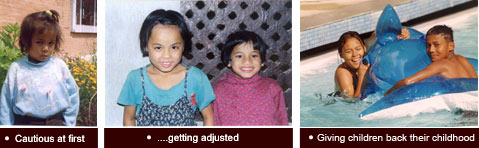 • Cautious at first
• ....getting adjusted
• Giving children back their childhood